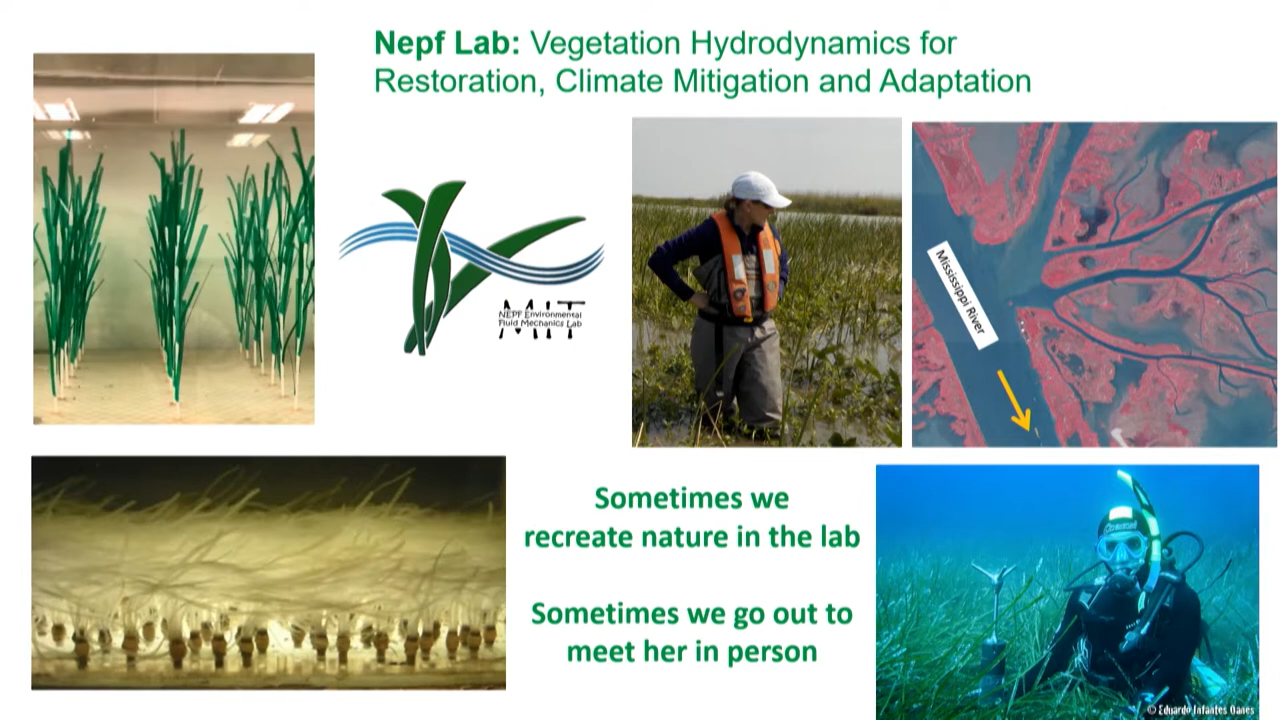 Nepf Lab: Vegetation Hydrodynamics for
Restoration, Climate Mitigation and Adaptation
MIT
NEPF Environmental
Fluid Mechanics Lab
Mississippi River
Sometimes we
recreate nature in the lab
Sometimes we go out to
meet her in person
© Eduardo Infantes Oanes